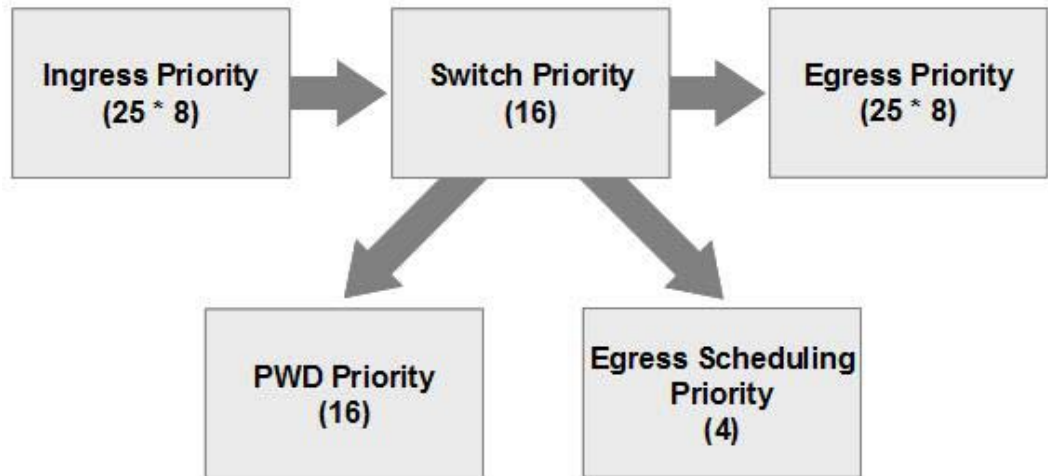 Ingress Priority
(25 * 8)
Switch Priority
(16)
Egress Priority
(25 * 8)
PWD Priority
(16)
Egress Scheduling
Priority
(4)